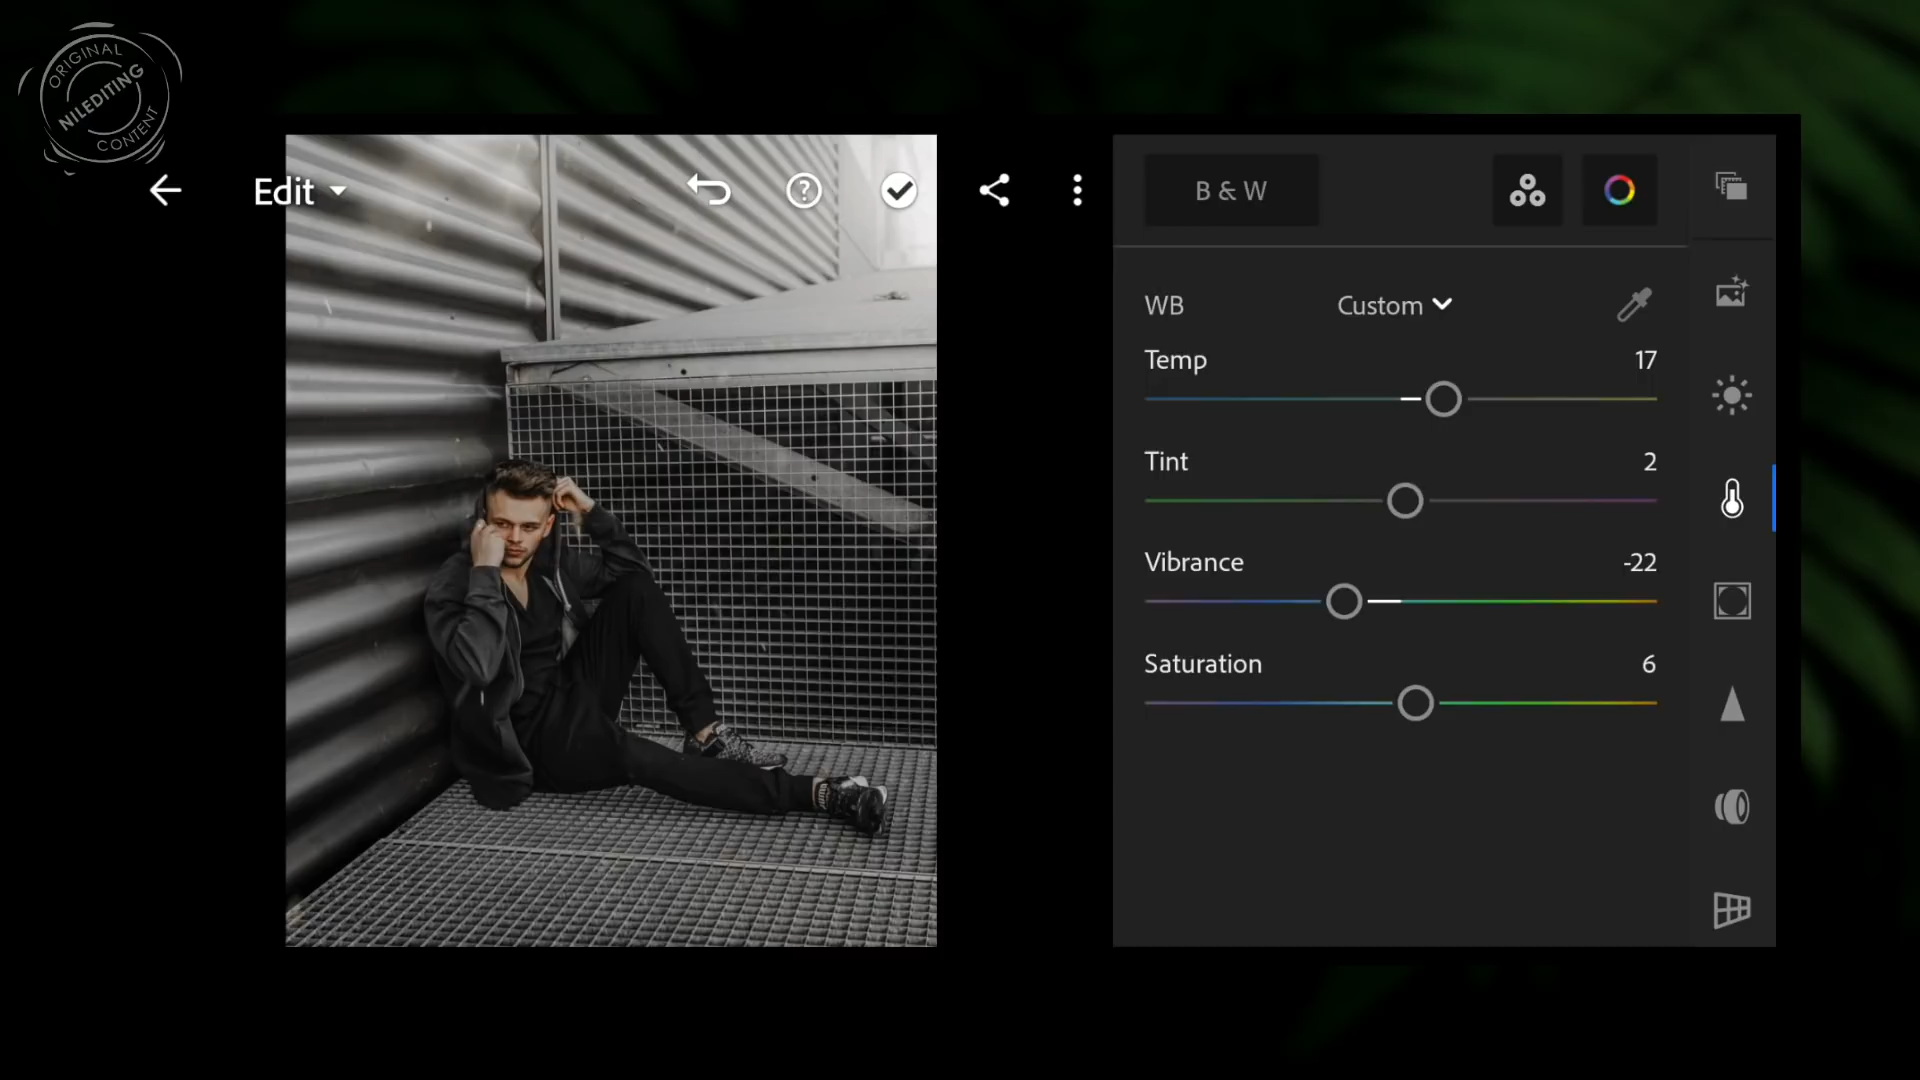 ORIGINAL
NILEDITING
CONTENT
Edit
B & W
WB
Custom
Temp
17
Tint
2
Vibrance
-22
Saturation
6